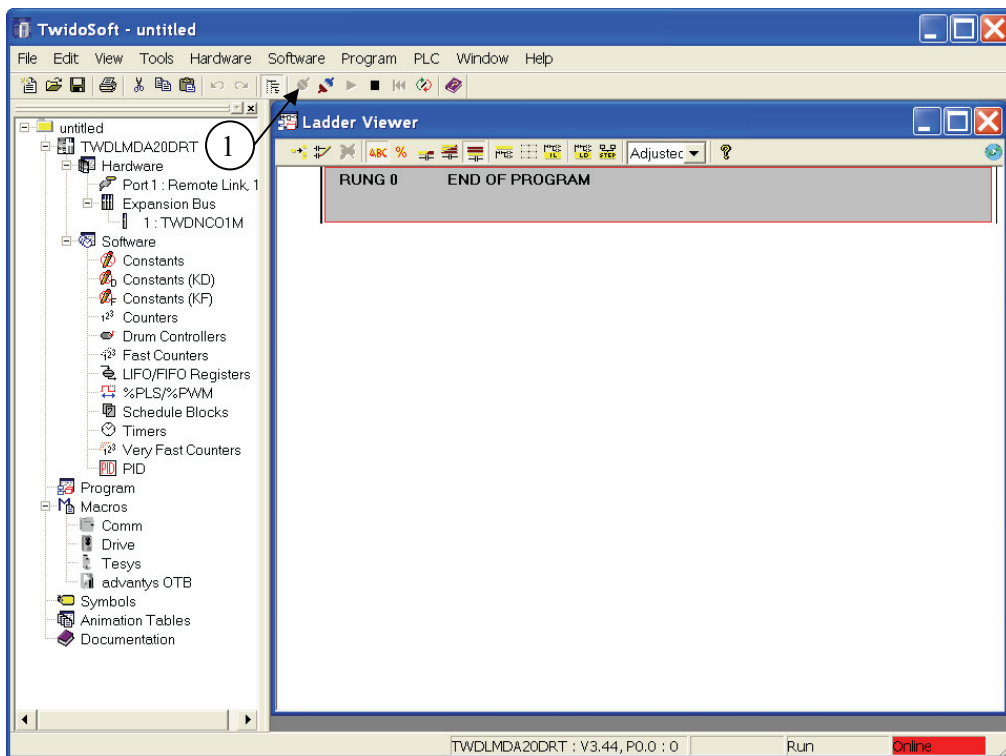 TwidoSoft - untitled
File Edit View Tools Hardware Software Program PLC Window Help
untitled
TWDLMDA20DRT
Hardware
Port 1 : Remote Link, 1
Expansion Bus
1 : TWDNCO1M
Software
Constants
Constants (KD)
Constants (KF)
Counters
Drum Controllers
Fast Counters
LIFO/FIFO Registers
%PLS/%PWM
Schedule Blocks
Timers
Very Fast Counters
PID PID
Program
Macros
Comm
Drive
Tesys
advantys OTB
Symbols
Animation Tables
Documentation
1
Ladder Viewer
ABC % Adjustec ?
RUNG 0 END OF PROGRAM
TWDLMDA20DRT : V3.44, P0.0 : 0 Run Online